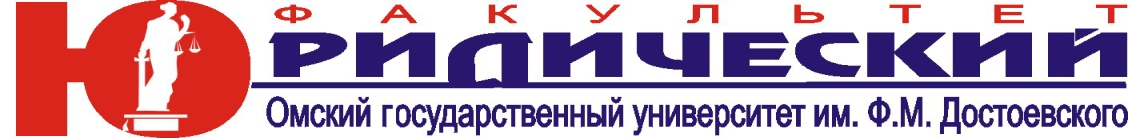 ФАКУЛЬТЕТ
ЮРИДИЧЕСКИЙ
Омский государственный университет им. Ф.М. Достоевского